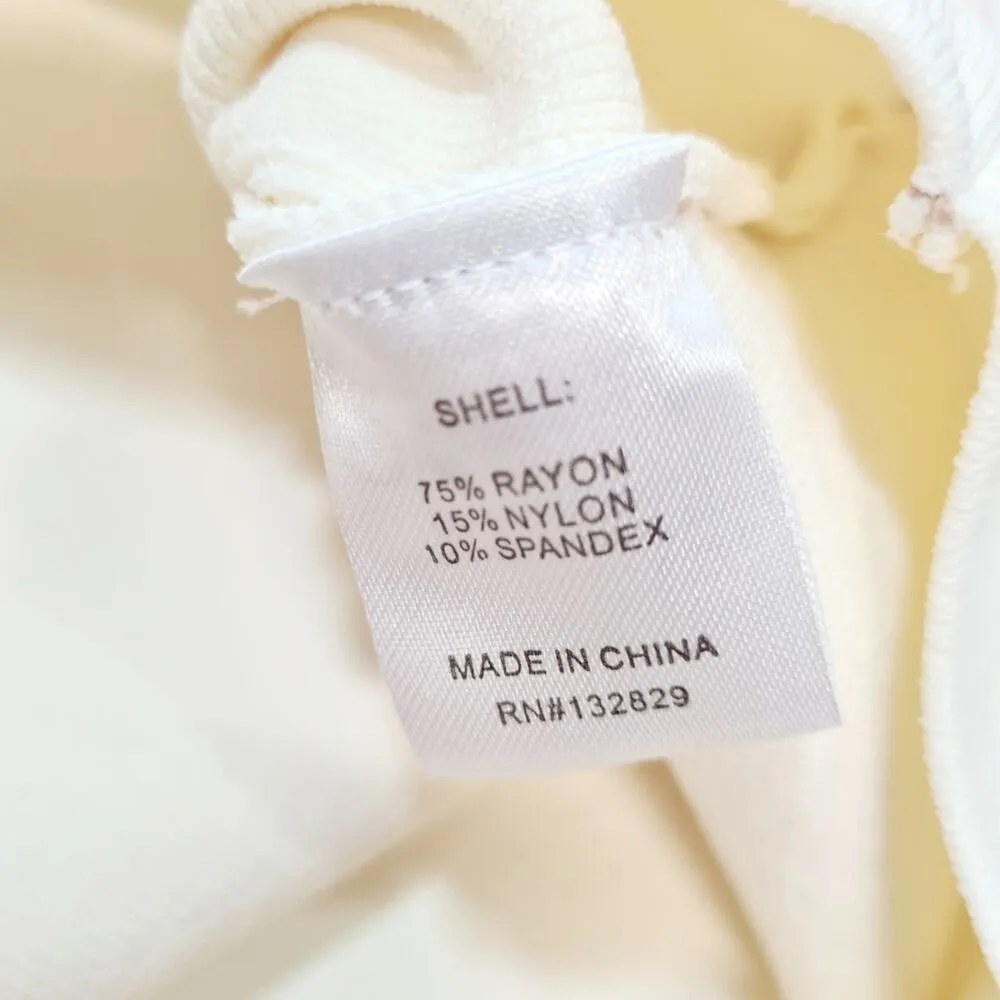 SHELL:
75% RAYON
15% NYLON
10% SPANDEX
MADE IN CHINA
RN#132829